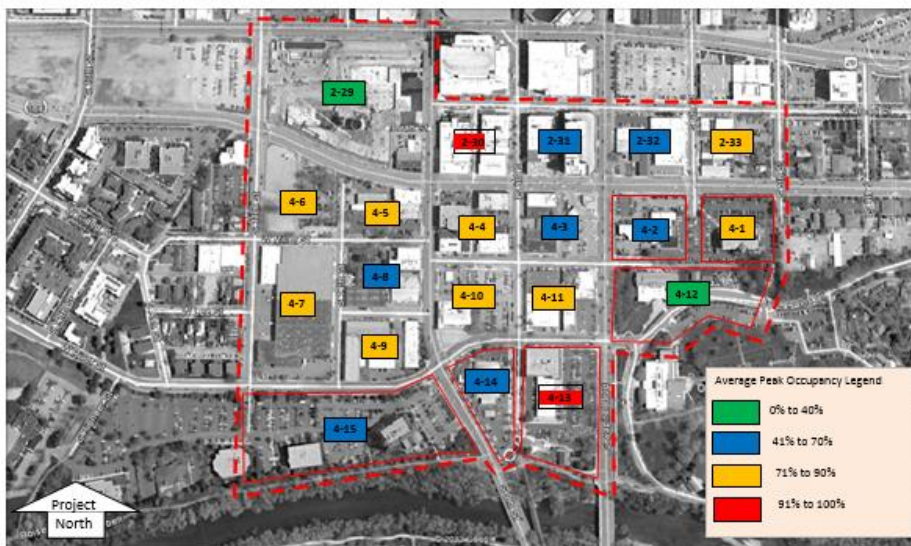 2-29
2-30
2-31
2-32
2-33
4-6
4-5
4-4
4-3
4-2
4-1
4-8
4-7
4-10
4-11
4-12
4-9
4-14
4-13
4-15
Average Peak Occupancy Legend
0% to 40%
41% to 70%
71% to 90%
91% to 100%
Project
North